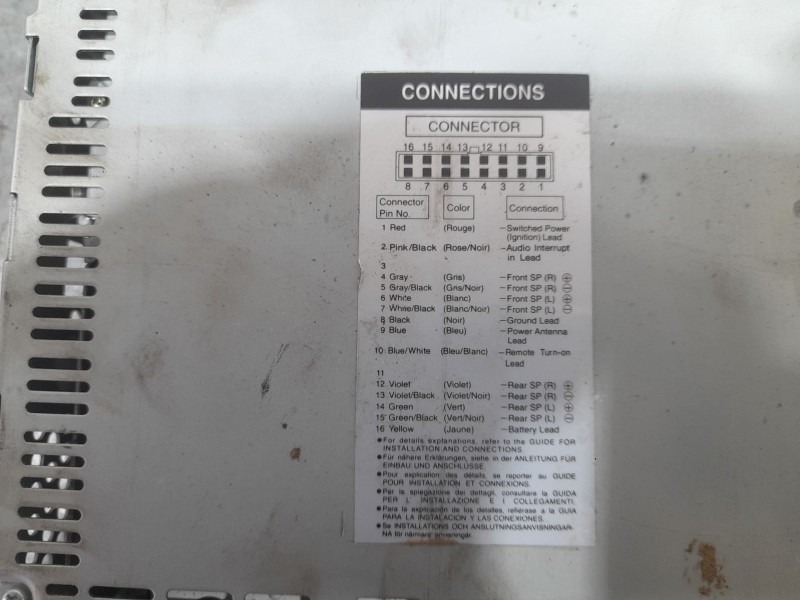 CONNECTIONS
CONNECTOR
16 15 14 13 12 11 10 9
8 7 6 5 4 3 2 1
Connector Pin No. Color Connection
1 Red (Rouge) –Switched Power (Ignition) Lead
2 Pink/Black (Rose/Noir) –Audio Interrupt in Lead
3
4 Gray (Gris) –Front SP (R) ⊕
5 Gray/Black (Gris/Noir) –Front SP (R) ⊖
6 White (Blanc) –Front SP (L) ⊕
7 White/Black (Blanc/Noir) –Front SP (L) ⊖
8 Black (Noir) –Ground Lead
9 Blue (Bleu) –Power Antenna Lead
10 Blue/White (Bleu/Blanc) –Remote Turn-on Lead
11
12 Violet (Violet) –Rear SP (R) ⊕
13 Violet/Black (Violet/Noir) –Rear SP (R) ⊖
14 Green (Vert) –Rear SP (L) ⊕
15 Green/Black (Vert/Noir) –Rear SP (L) ⊖
16 Yellow (Jaune) –Battery Lead
●For details explanations, refer to the GUIDE FOR
INSTALLATION AND CONNECTIONS.
●Für nähere Erklärungen, siehe in der ANLEITUNG FÜR
EINBAU UND ANSCHLÜSSE.
●Pour explication des détails, se reporter au GUIDE
POUR INSTALLATION ET CONNEXIONS.
●Per la spiegazione dei dettagli, consultare la GUIDA
PER L' INSTALLAZIONE E I COLLEGAMENTI.
●Para la explicación de los detalles, refiérase a la GUIA
PARA LA INSTALACION Y LAS CONEXIONES.
●Se INSTALLATIONS OCH ANSLUTNINGSANVISNINGAR-
NA för närmare anvisningar.